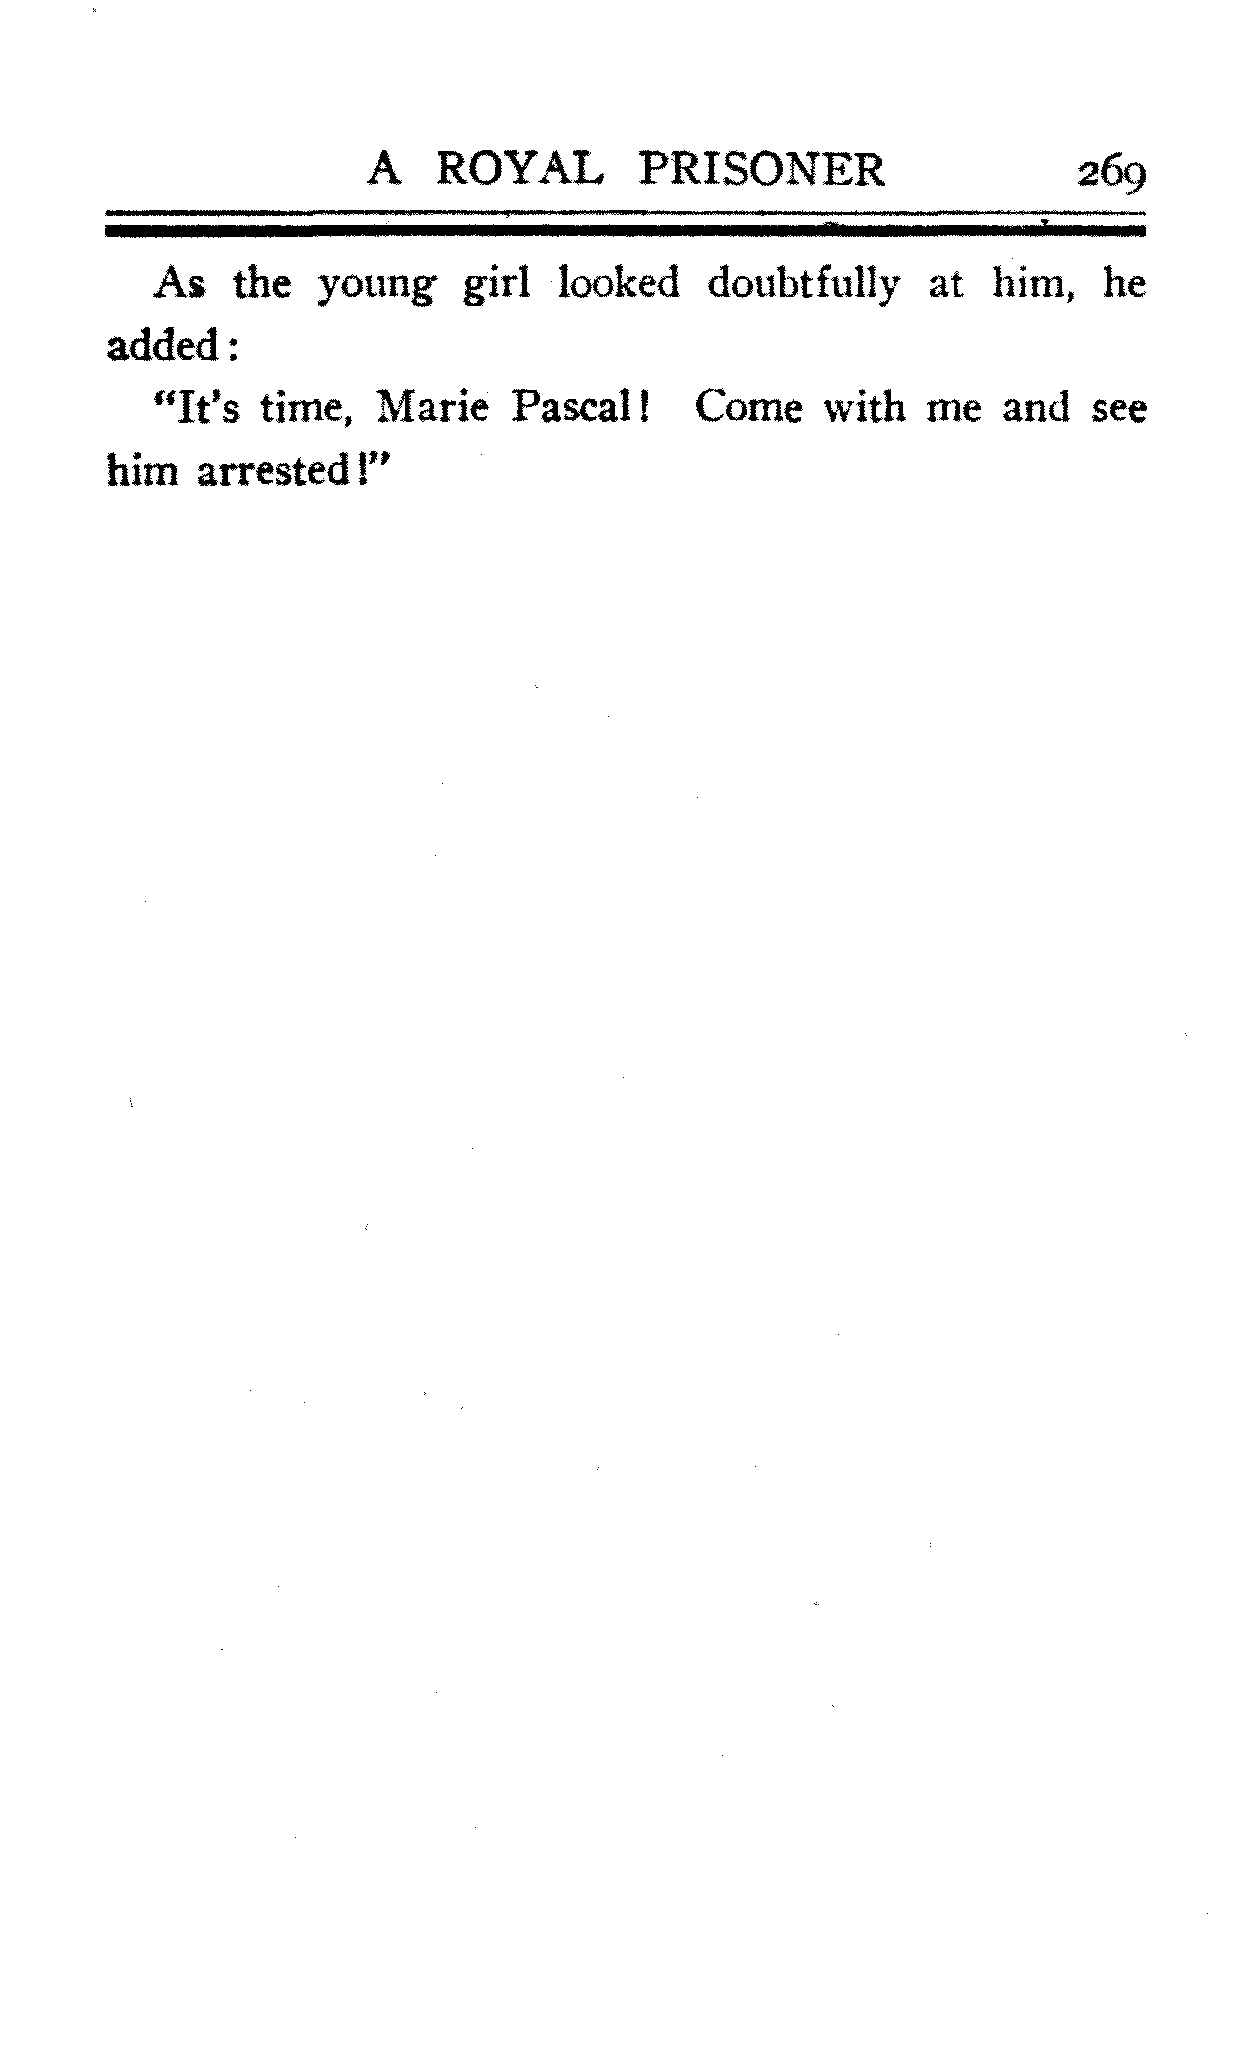 A ROYAL PRISONER 269
As the young girl looked doubtfully at him, he
added:
"It's time, Marie Pascal! Come with me and see
him arrested!"